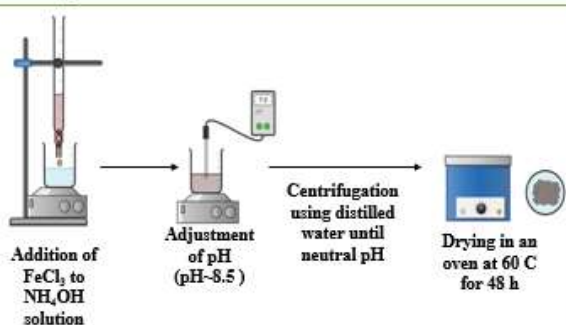 Addition of
FeCl₃ to
NH₄OH
solution
Adjustment
of pH
(pH~8.5 )
Centrifugation
using distilled
water until
neutral pH
Drying in an
oven at 60 C
for 48 h